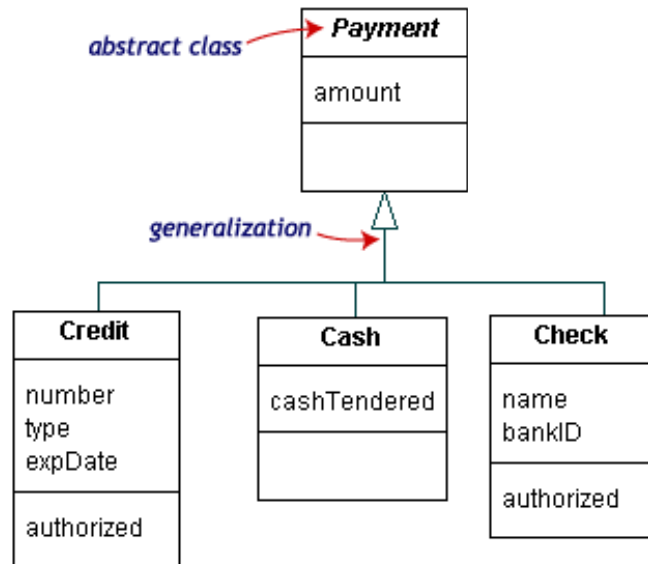 Payment
abstract class
amount
generalization
Credit
number
type
expDate
authorized
Cash
cashTendered
Check
name
bankID
authorized